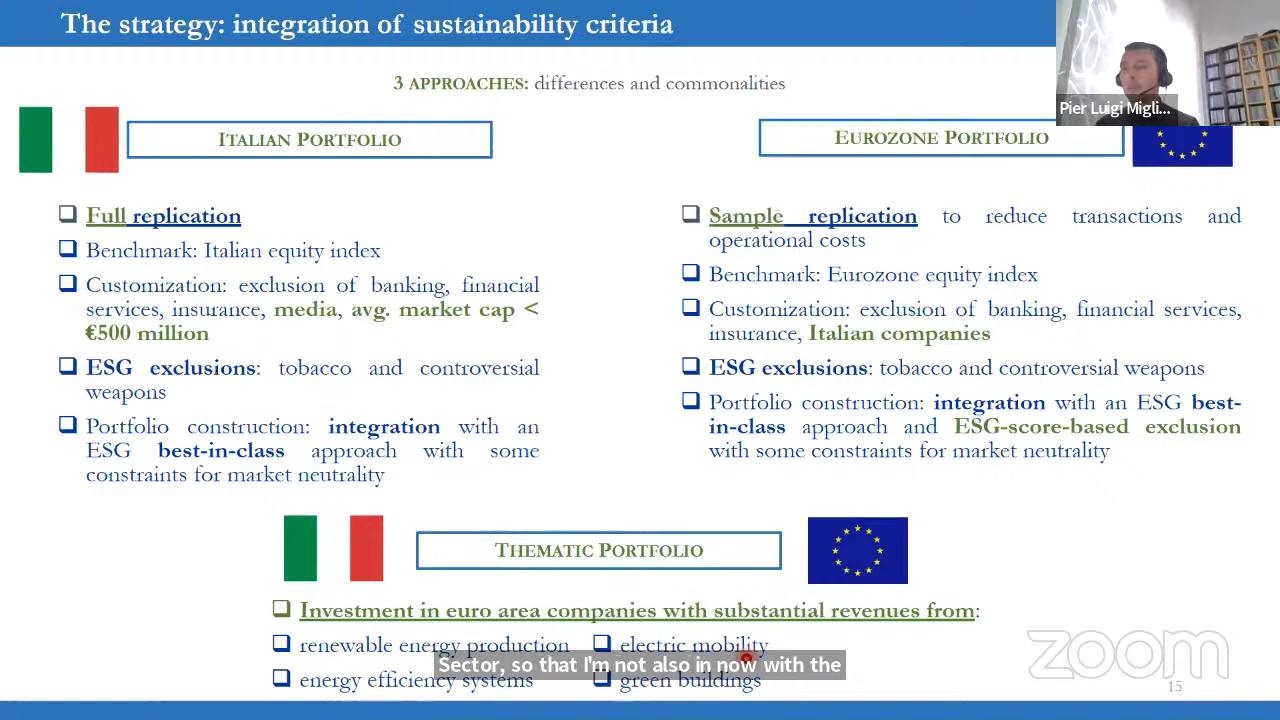 The strategy: integration of sustainability criteria
3 APPROACHES: differences and commonalities
Pier Luigi Migli...
ITALIAN PORTFOLIO
Full replication
Benchmark: Italian equity index
Customization: exclusion of banking, financial
services, insurance, media, avg. market cap <
€500 million
ESG exclusions: tobacco and controversial
weapons
Portfolio construction: integration with an
ESG best-in-class approach with some
constraints for market neutrality
EUROZONE PORTFOLIO
Sample replication to reduce transactions and
operational costs
Benchmark: Eurozone equity index
Customization: exclusion of banking, financial services,
insurance, Italian companies
ESG exclusions: tobacco and controversial weapons
Portfolio construction: integration with an ESG best-
in-class approach and ESG-score-based exclusion
with some constraints for market neutrality
THEMATIC PORTFOLIO
Investment in euro area companies with substantial revenues from:
renewable energy production
electric mobility
Sector, so that I'm not also in now with the
energy efficiency systems
green buildings
zoom
15